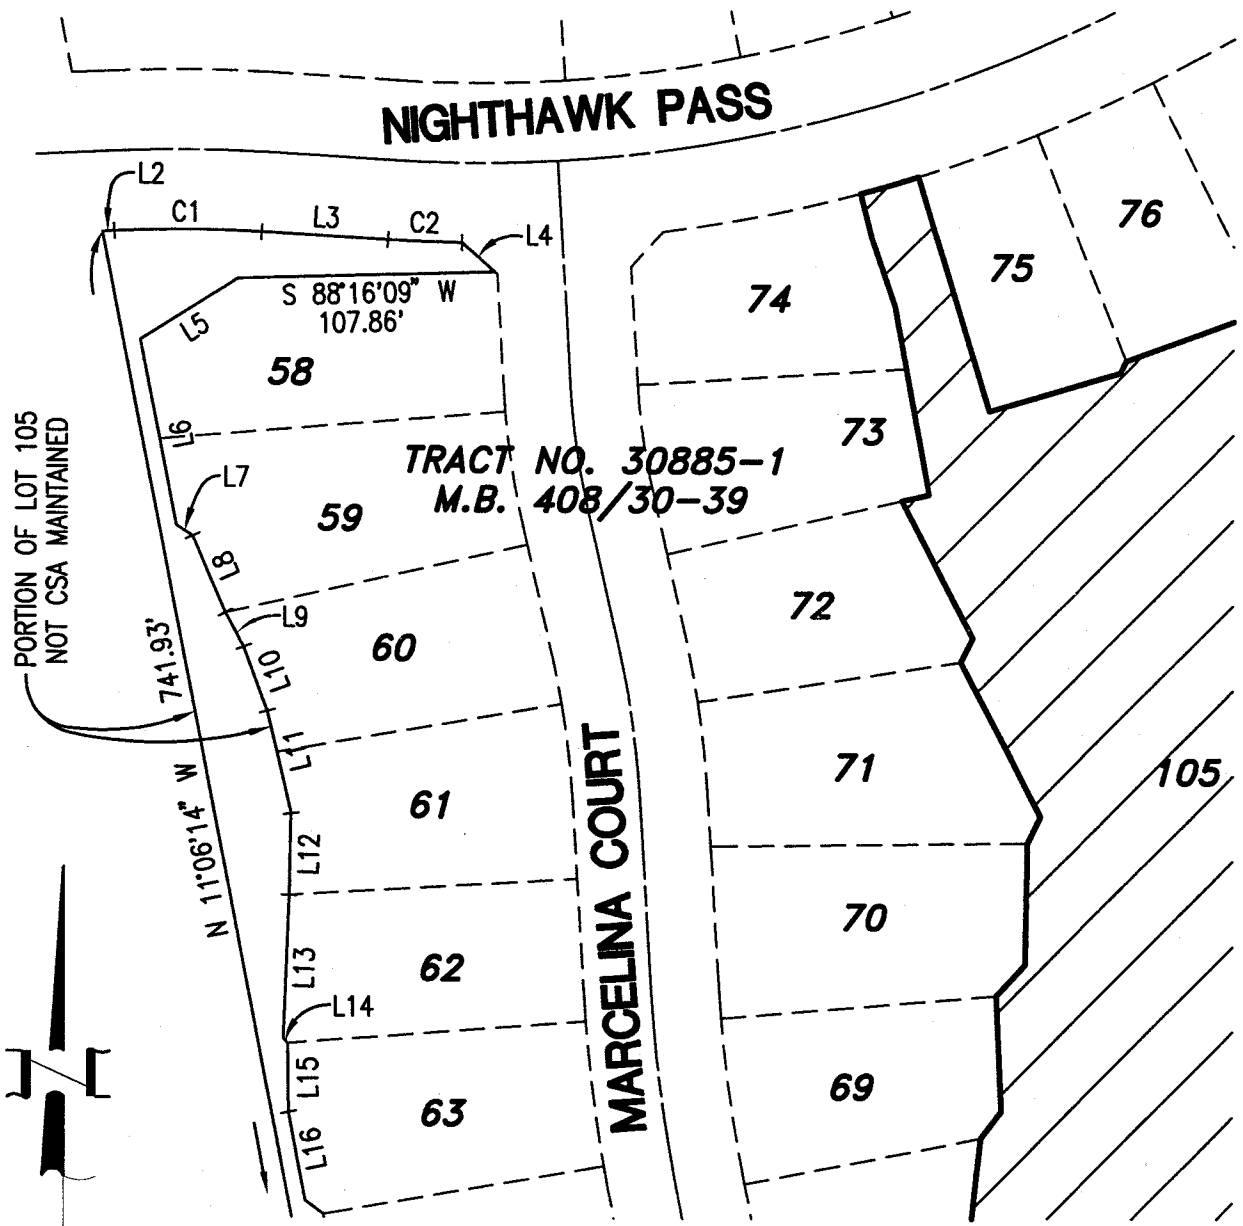 NIGHTHAWK PASS
L2
C1
L3
C2
L4
76
75
74
S 88°16'09" W
107.86'
L5
58
L6
73
TRACT NO. 30885-1
M.B. 408/30-39
L7
59
PORTION OF LOT 105
NOT CSA MAINTAINED
L8
L9
72
60
L10
741.93'
L11
N 11°06'14" W
71
105
61
MARCELINA COURT
L12
70
62
L13
L14
L15
69
63
L16
N